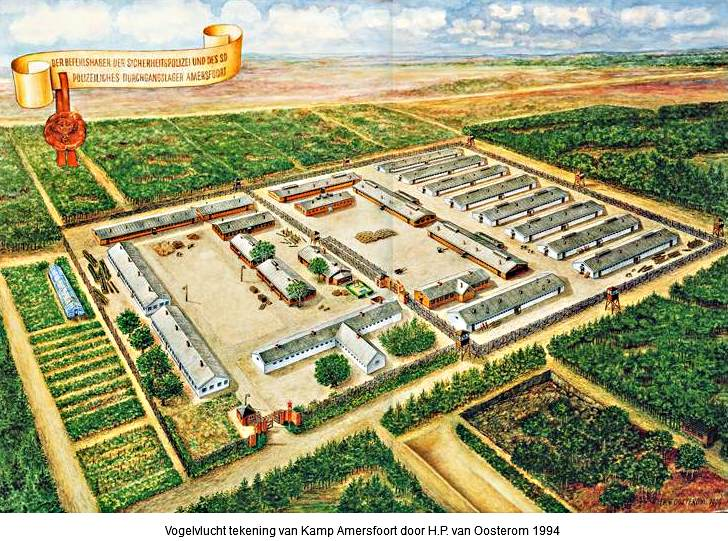 DER BEFEHLSHABER DER SICHERHEITSPOLIZEI UND DES SD
POLIZEILICHES DURCHGANGSLAGER AMERSFOORT
Vogelvlucht tekening van Kamp Amersfoort door H.P. van Oosterom 1994